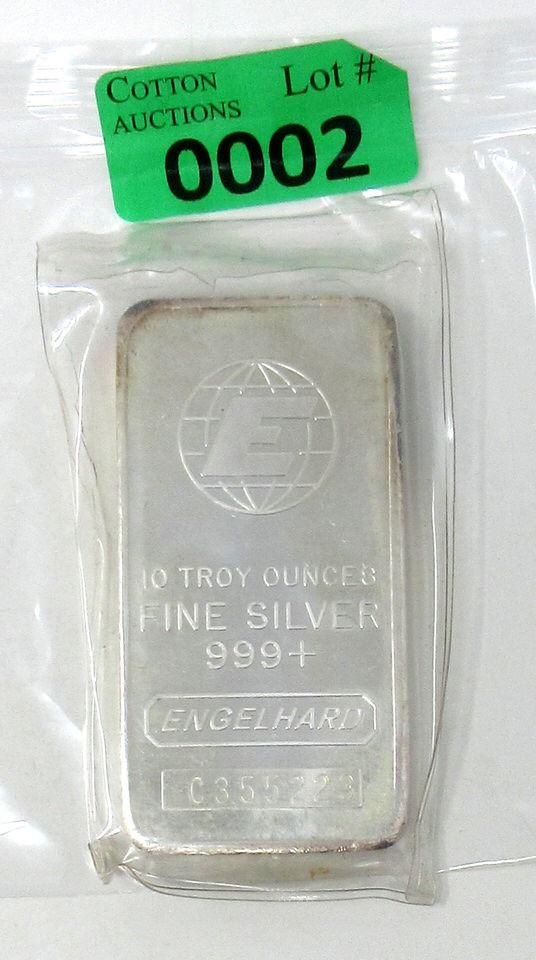 COTTON
AUCTIONS
Lot #
0002
E
10 TROY OUNCES
FINE SILVER
999+
ENGELHARD
C355223